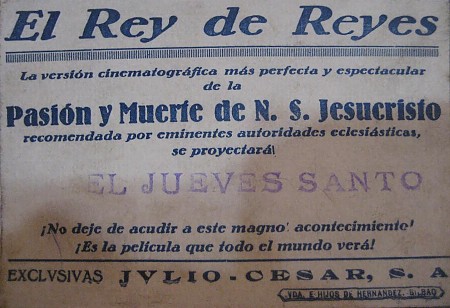 El Rey de Reyes
La versión cinematográfica más perfecta y espectacular
de la
Pasión y Muerte de N. S. Jesucristo
recomendada por eminentes autoridades eclesiásticas,
se proyectará
EL JUEVES SANTO
¡No deje de acudir a este magno acontecimiento!
¡Es la película que todo el mundo verá!
EXCLVSIVAS JVLIO-CESAR, S. A
VDA. E HIJOS DE HERNANDEZ, BILBAO